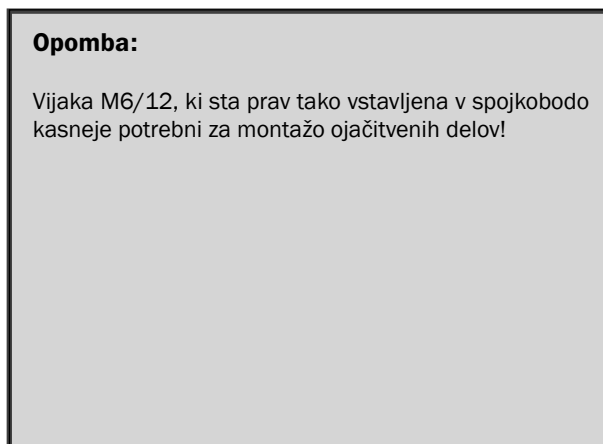 Opomba:
Vijaka M6/12, ki sta prav tako vstavljena v spojkobodo
kasneje potrebni za montažo ojačitvenih delov!